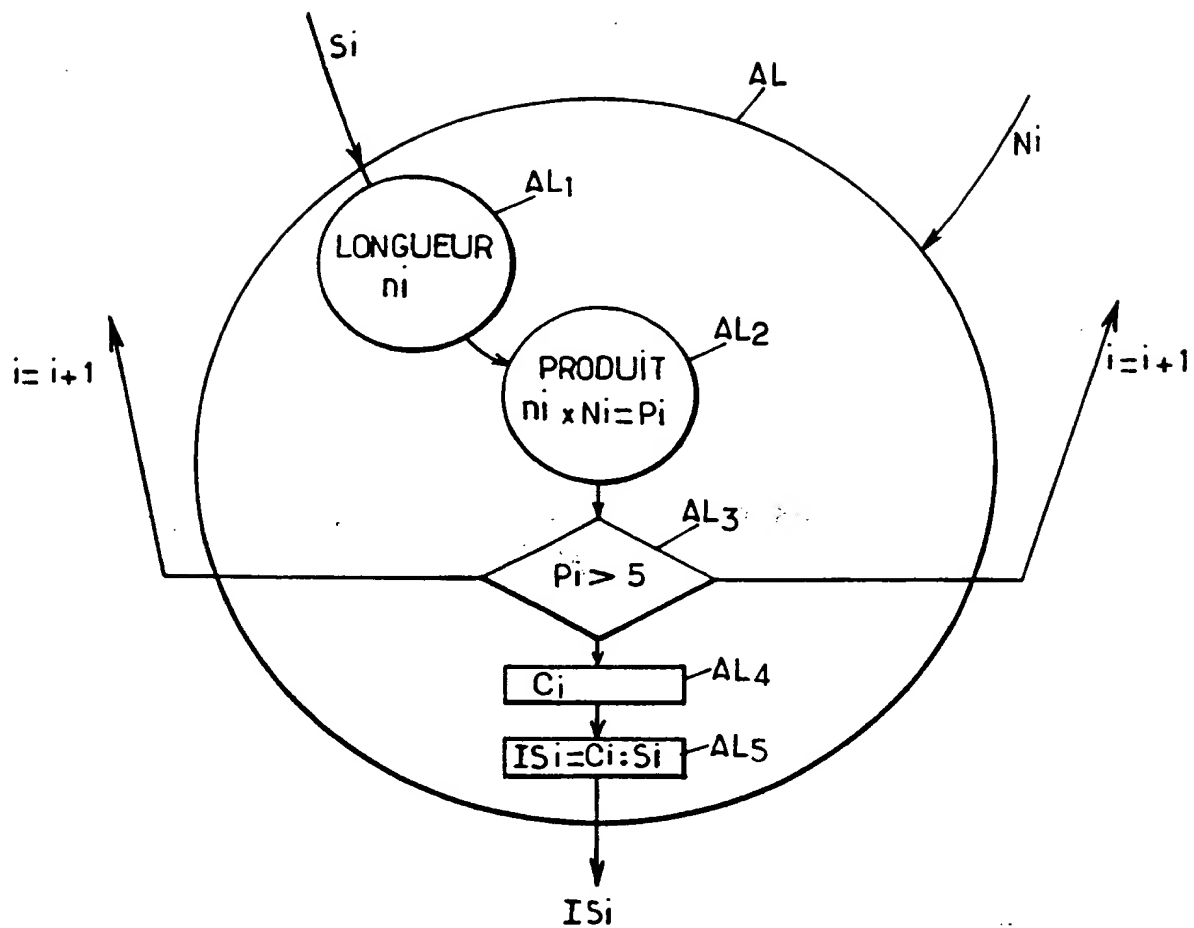 Si
AL
Ni
AL1
LONGUEUR
ni
AL2
PRODUIT
ni x Ni=Pi
i= i+1
i=i+1
AL3
Pi> 5
Ci
AL4
ISi=Ci:Si
AL5
ISi